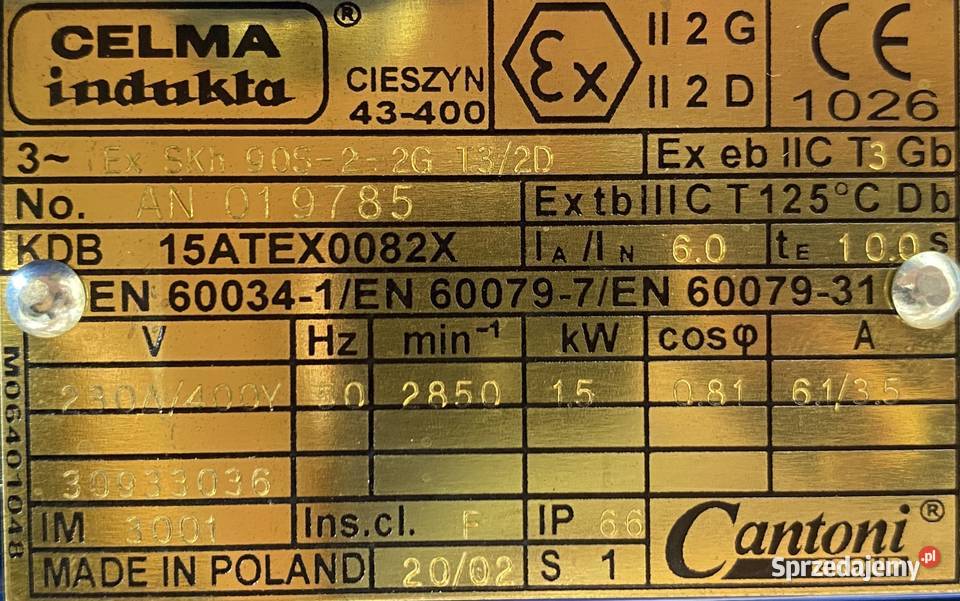 CELMA ®
indukta
CIESZYN
43-400
Ex II 2 G
II 2 D
CE
1026
3~ Ex SKh 90S-2-2G T3/2D Ex eb IIC T3 Gb
No. AN 019785 Ex tb IIIC T 125°C Db
KDB 15ATEX0082X IA/IN 6.0 tE 10.0 s
EN 60034-1/EN 60079-7/EN 60079-31
V Hz min⁻¹ kW cosφ A
230Δ/400Y 50 2850 1.5 0.81 6.1/3.5
30933036
IM 3001 Ins.cl. F IP 66
MADE IN POLAND 20/02 S 1
Cantoni ®
M06401048
Sprzedajemy.pl